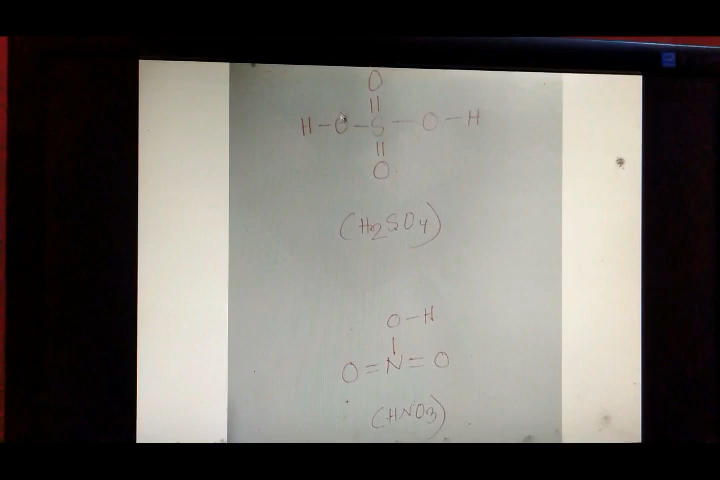 O
||
H-O-S-O-H
||
O
(H2SO4)
O-H
|
O=N=O
(HNO3)